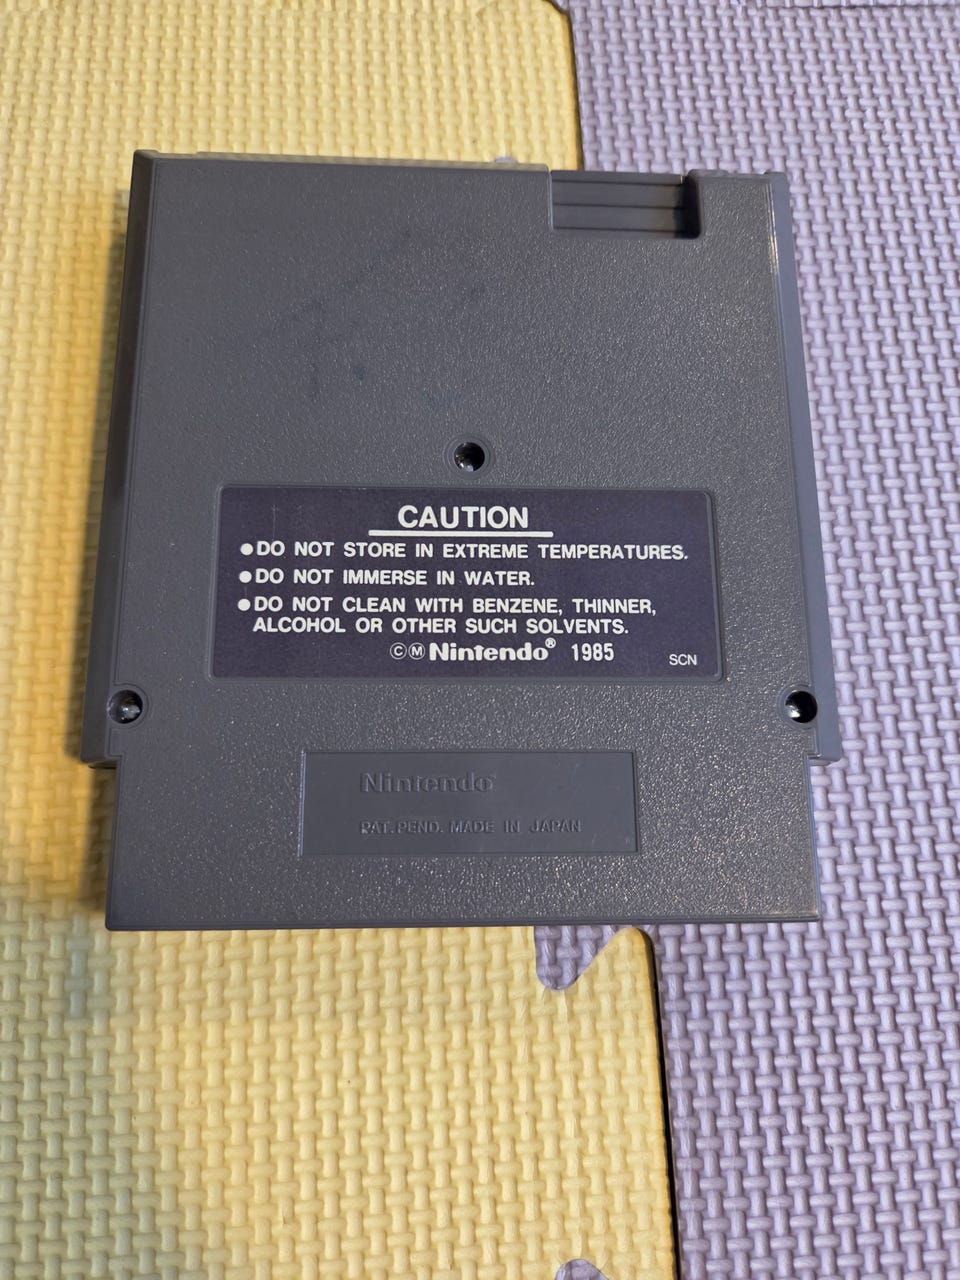 CAUTION
●DO NOT STORE IN EXTREME TEMPERATURES.
●DO NOT IMMERSE IN WATER.
●DO NOT CLEAN WITH BENZENE, THINNER,
ALCOHOL OR OTHER SUCH SOLVENTS.
ⒸⓂNintendo® 1985
SCN
Nintendo®
PAT. PEND. MADE IN JAPAN